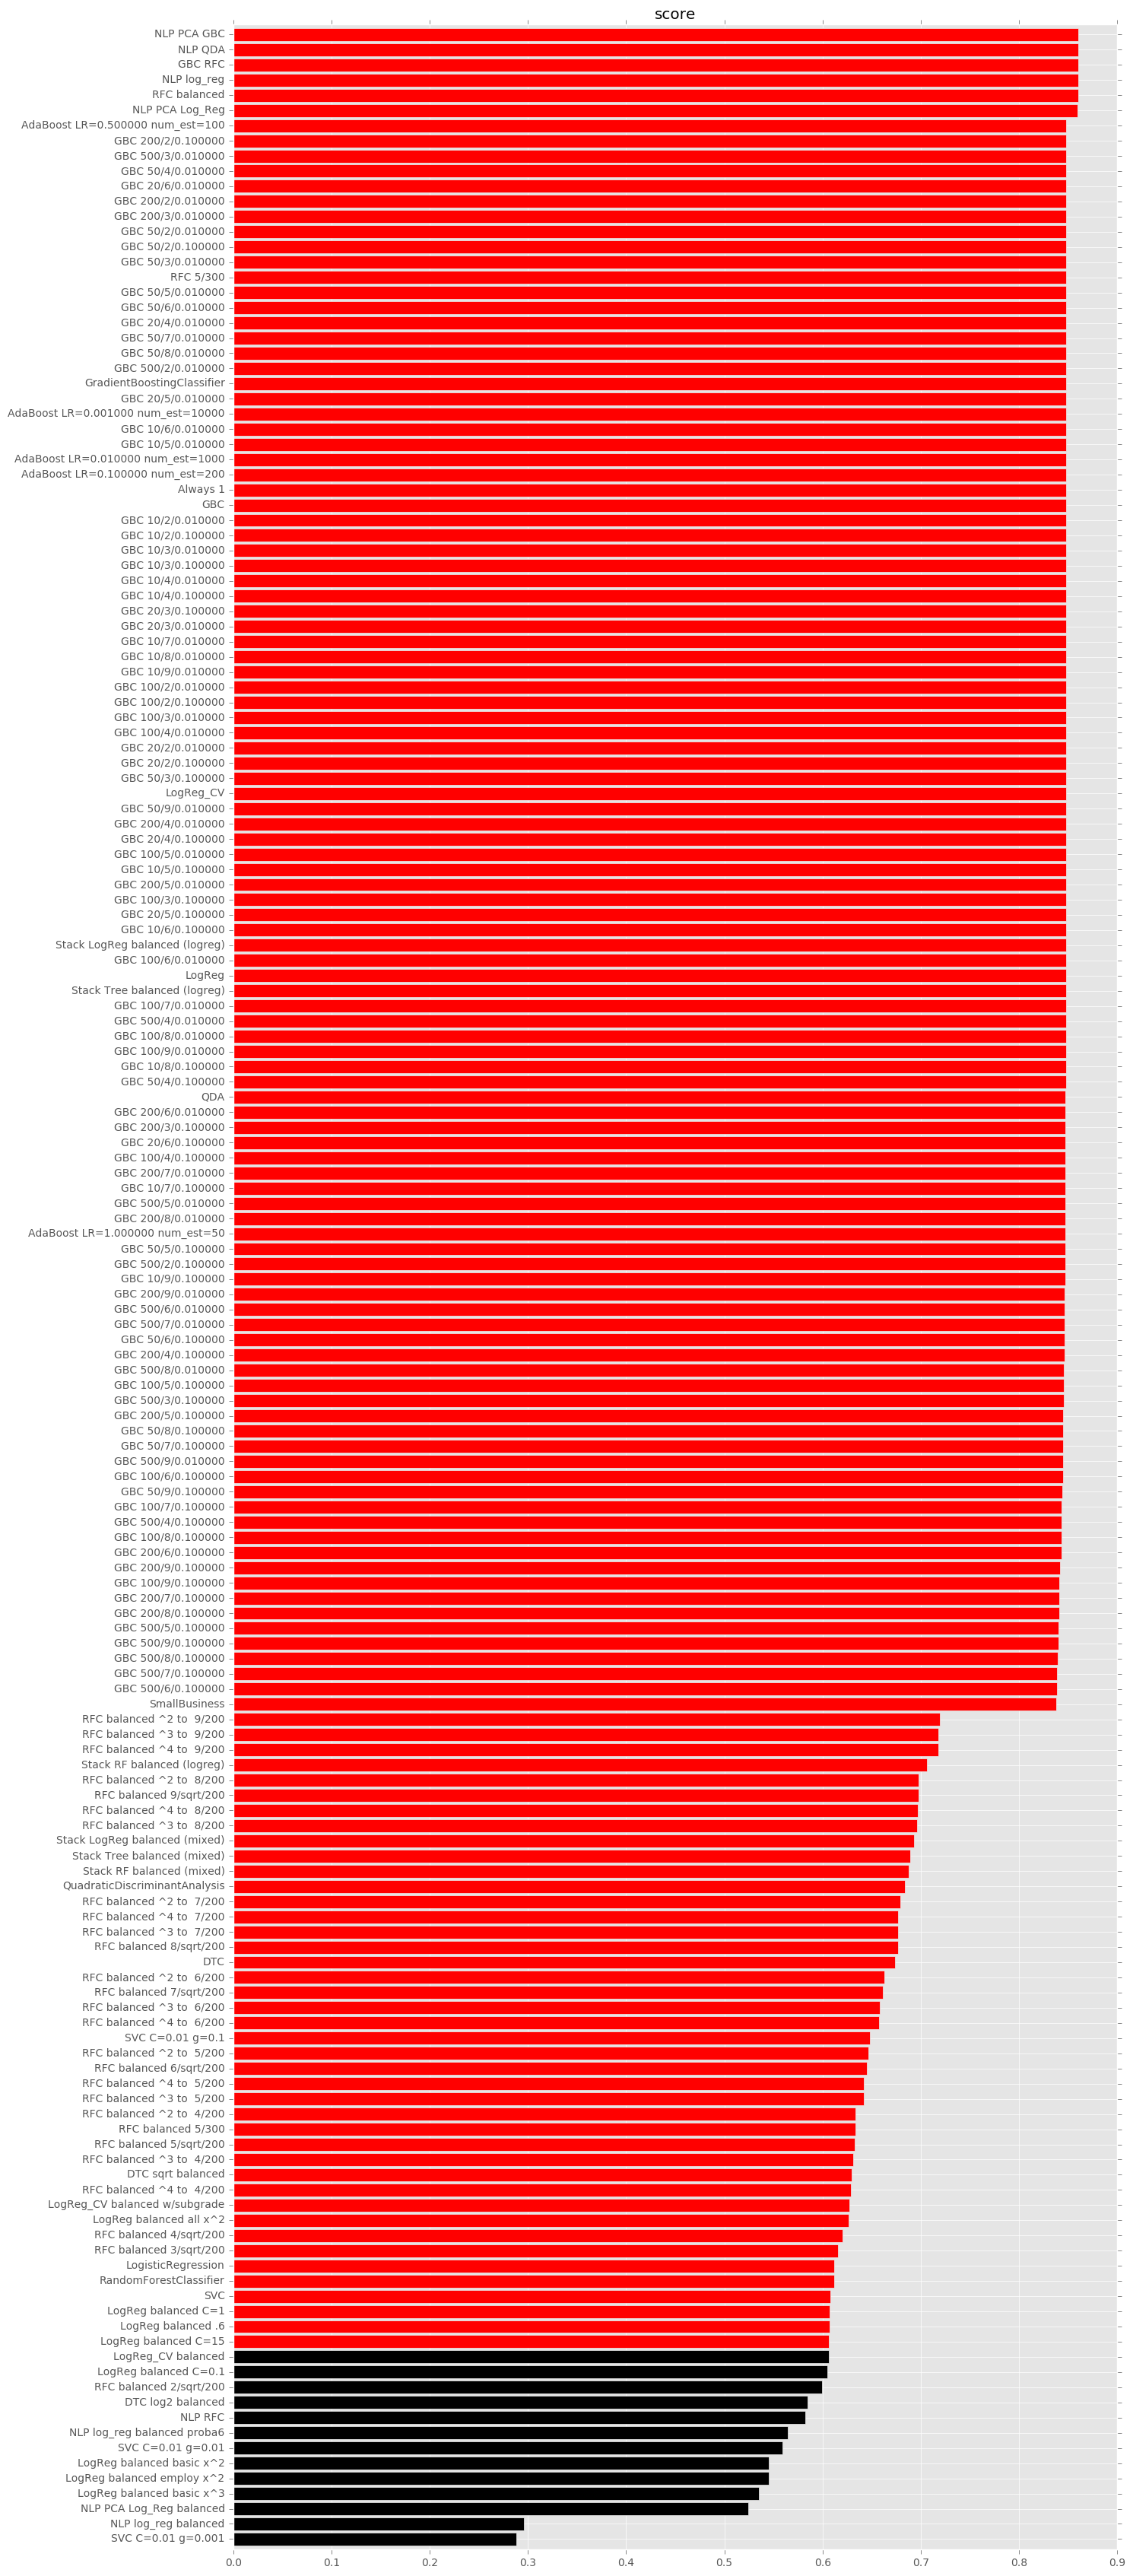 score
NLP PCA GBC
NLP QDA
GBC RFC
NLP log_reg
RFC balanced
NLP PCA Log_Reg
AdaBoost LR=0.500000 num_est=100
GBC 200/2/0.100000
GBC 500/3/0.010000
GBC 50/4/0.010000
GBC 20/6/0.010000
GBC 200/2/0.010000
GBC 200/3/0.010000
GBC 50/2/0.010000
GBC 50/2/0.100000
GBC 50/3/0.010000
RFC 5/300
GBC 50/5/0.010000
GBC 50/6/0.010000
GBC 20/4/0.010000
GBC 50/7/0.010000
GBC 50/8/0.010000
GBC 500/2/0.010000
GradientBoostingClassifier
GBC 20/5/0.010000
AdaBoost LR=0.001000 num_est=10000
GBC 10/6/0.010000
GBC 10/5/0.010000
AdaBoost LR=0.010000 num_est=1000
AdaBoost LR=0.100000 num_est=200
Always 1
GBC
GBC 10/2/0.010000
GBC 10/2/0.100000
GBC 10/3/0.010000
GBC 10/3/0.100000
GBC 10/4/0.010000
GBC 10/4/0.100000
GBC 20/3/0.100000
GBC 20/3/0.010000
GBC 10/7/0.010000
GBC 10/8/0.010000
GBC 10/9/0.010000
GBC 100/2/0.010000
GBC 100/2/0.100000
GBC 100/3/0.010000
GBC 100/4/0.010000
GBC 20/2/0.010000
GBC 20/2/0.100000
GBC 50/3/0.100000
LogReg_CV
GBC 50/9/0.010000
GBC 200/4/0.010000
GBC 20/4/0.100000
GBC 100/5/0.010000
GBC 10/5/0.100000
GBC 200/5/0.010000
GBC 100/3/0.100000
GBC 20/5/0.100000
GBC 10/6/0.100000
Stack LogReg balanced (logreg)
GBC 100/6/0.010000
LogReg
Stack Tree balanced (logreg)
GBC 100/7/0.010000
GBC 500/4/0.010000
GBC 100/8/0.010000
GBC 100/9/0.010000
GBC 10/8/0.100000
GBC 50/4/0.100000
QDA
GBC 200/6/0.010000
GBC 200/3/0.100000
GBC 20/6/0.100000
GBC 100/4/0.100000
GBC 200/7/0.010000
GBC 10/7/0.100000
GBC 500/5/0.010000
GBC 200/8/0.010000
AdaBoost LR=1.000000 num_est=50
GBC 50/5/0.100000
GBC 500/2/0.100000
GBC 10/9/0.100000
GBC 200/9/0.010000
GBC 500/6/0.010000
GBC 500/7/0.010000
GBC 50/6/0.100000
GBC 200/4/0.100000
GBC 500/8/0.010000
GBC 100/5/0.100000
GBC 500/3/0.100000
GBC 200/5/0.100000
GBC 50/8/0.100000
GBC 50/7/0.100000
GBC 500/9/0.010000
GBC 100/6/0.100000
GBC 50/9/0.100000
GBC 100/7/0.100000
GBC 500/4/0.100000
GBC 100/8/0.100000
GBC 200/6/0.100000
GBC 200/9/0.100000
GBC 100/9/0.100000
GBC 200/7/0.100000
GBC 200/8/0.100000
GBC 500/5/0.100000
GBC 500/9/0.100000
GBC 500/8/0.100000
GBC 500/7/0.100000
GBC 500/6/0.100000
SmallBusiness
RFC balanced ^2 to  9/200
RFC balanced ^3 to  9/200
RFC balanced ^4 to  9/200
Stack RF balanced (logreg)
RFC balanced ^2 to  8/200
RFC balanced 9/sqrt/200
RFC balanced ^4 to  8/200
RFC balanced ^3 to  8/200
Stack LogReg balanced (mixed)
Stack Tree balanced (mixed)
Stack RF balanced (mixed)
QuadraticDiscriminantAnalysis
RFC balanced ^2 to  7/200
RFC balanced ^4 to  7/200
RFC balanced ^3 to  7/200
RFC balanced 8/sqrt/200
DTC
RFC balanced ^2 to  6/200
RFC balanced 7/sqrt/200
RFC balanced ^3 to  6/200
RFC balanced ^4 to  6/200
SVC C=0.01 g=0.1
RFC balanced ^2 to  5/200
RFC balanced 6/sqrt/200
RFC balanced ^4 to  5/200
RFC balanced ^3 to  5/200
RFC balanced ^2 to  4/200
RFC balanced 5/300
RFC balanced 5/sqrt/200
RFC balanced ^3 to  4/200
DTC sqrt balanced
RFC balanced ^4 to  4/200
LogReg_CV balanced w/subgrade
LogReg balanced all x^2
RFC balanced 4/sqrt/200
RFC balanced 3/sqrt/200
LogisticRegression
RandomForestClassifier
SVC
LogReg balanced C=1
LogReg balanced .6
LogReg balanced C=15
LogReg_CV balanced
LogReg balanced C=0.1
RFC balanced 2/sqrt/200
DTC log2 balanced
NLP RFC
NLP log_reg balanced proba6
SVC C=0.01 g=0.01
LogReg balanced basic x^2
LogReg balanced employ x^2
LogReg balanced basic x^3
NLP PCA Log_Reg balanced
NLP log_reg balanced
SVC C=0.01 g=0.001
0.0 0.1 0.2 0.3 0.4 0.5 0.6 0.7 0.8 0.9